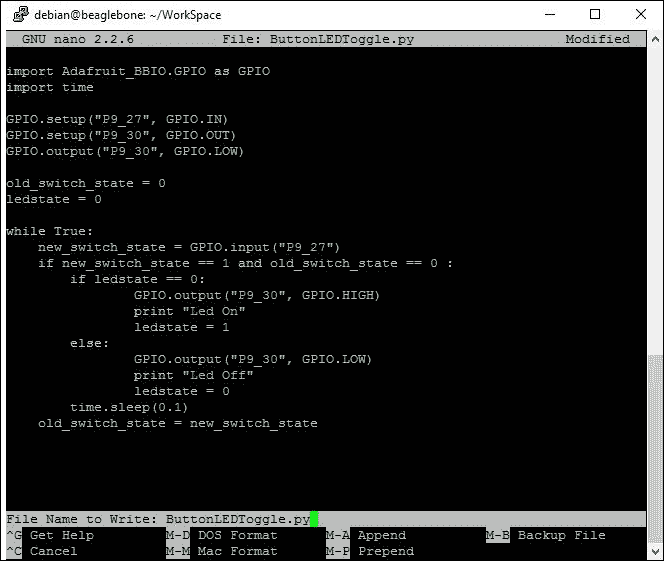 debian@beaglebone: ~/WorkSpace
GNU nano 2.2.6 File: ButtonLEDToggle.py Modified
import Adafruit_BBIO.GPIO as GPIO
import time
GPIO.setup("P9_27", GPIO.IN)
GPIO.setup("P9_30", GPIO.OUT)
GPIO.output("P9_30", GPIO.LOW)
old_switch_state = 0
ledstate = 0
while True:
    new_switch_state = GPIO.input("P9_27")
    if new_switch_state == 1 and old_switch_state == 0 :
        if ledstate == 0:
                GPIO.output("P9_30", GPIO.HIGH)
                print "Led On"
                ledstate = 1
        else:
                GPIO.output("P9_30", GPIO.LOW)
                print "Led Off"
                ledstate = 0
        time.sleep(0.1)
    old_switch_state = new_switch_state
File Name to Write: ButtonLEDToggle.py
^G Get Help M-D DOS Format M-A Append M-B Backup File
^C Cancel M-M Mac Format M-P Prepend